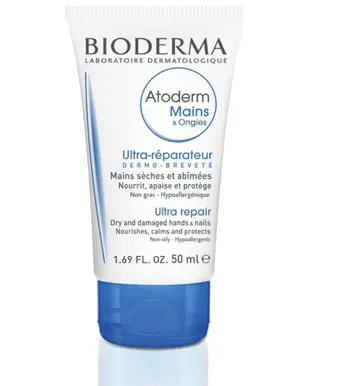 BIODERMA
LABORATOIRE DERMATOLOGIQUE
Atoderm
Mains
& Ongles
Ultra-réparateur
DERMO-BREVETÉ
Mains sèches et abîmées
Nourrit, apaise et protège
Non gras - Hypoallergénique
Ultra repair
Dry and damaged hands & nails
Nourishes, calms and protects
Non-oily - Hypoallergenic
1.69 FL. OZ. 50 ml ℮